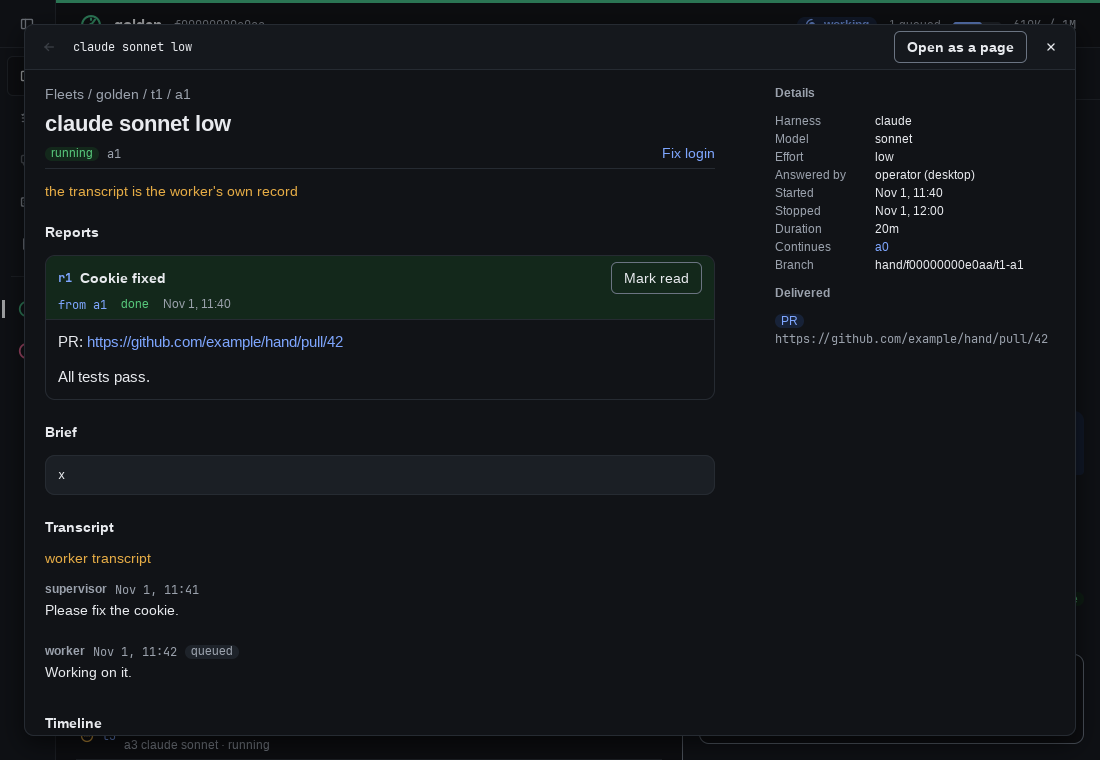 golden
working
claude sonnet low
Open as a page
Fleets / golden / t1 / a1
claude sonnet low
running a1
Fix login
the transcript is the worker's own record
Reports
r1 Cookie fixed
Mark read
from a1 done Nov 1, 11:40
PR: https://github.com/example/hand/pull/42
All tests pass.
Brief
x
Transcript
worker transcript
supervisor Nov 1, 11:41
Please fix the cookie.
worker Nov 1, 11:42 queued
Working on it.
Timeline
a3 claude sonnet · running
Details
Harness claude
Model sonnet
Effort low
Answered by operator (desktop)
Started Nov 1, 11:40
Stopped Nov 1, 12:00
Duration 20m
Continues a0
Branch hand/f00000000e0aa/t1-a1
Delivered
PR
https://github.com/example/hand/pull/42